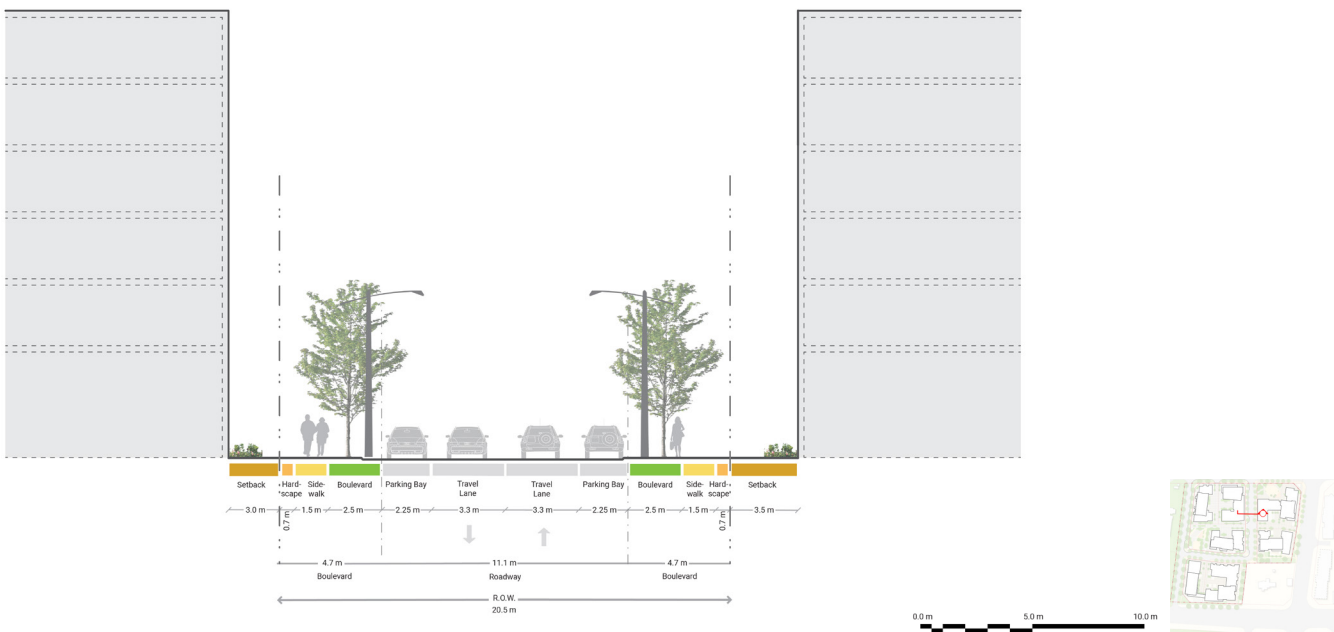 Setback
Hard-
scape
Side-
walk
Boulevard
Parking Bay
Travel
Lane
Travel
Lane
Parking Bay
Boulevard
Side-
walk
Hard-
scape
Setback
3.0 m
0.7 m
1.5 m
2.5 m
2.25 m
3.3 m
3.3 m
2.25 m
2.5 m
1.5 m
0.7 m
3.5 m
4.7 m
11.1 m
4.7 m
Boulevard
Roadway
Boulevard
R.O.W.
20.5 m
0.0 m
5.0 m
10.0 m